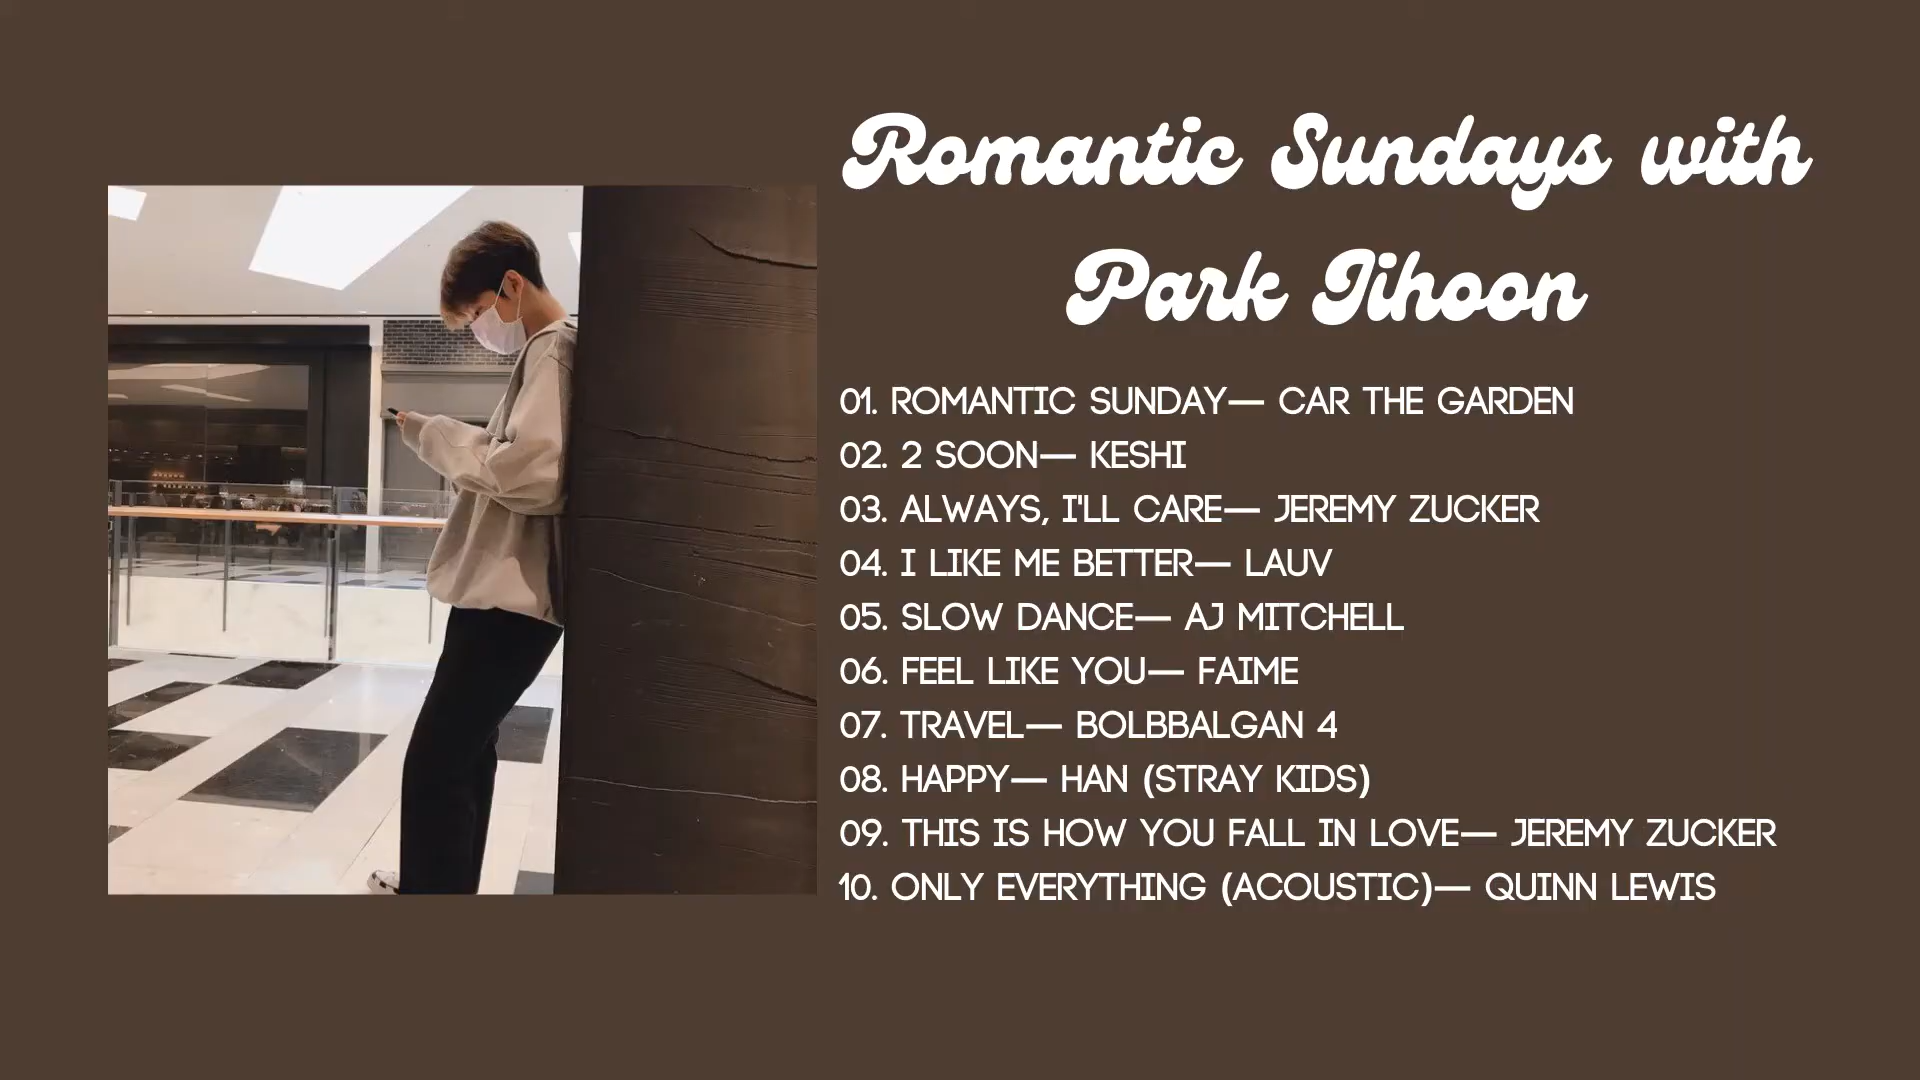 Romantic Sundays with
Park Jihoon
01. ROMANTIC SUNDAY— CAR THE GARDEN
02. 2 SOON— KESHI
03. ALWAYS, I'LL CARE— JEREMY ZUCKER
04. I LIKE ME BETTER— LAUV
05. SLOW DANCE— AJ MITCHELL
06. FEEL LIKE YOU— FAIME
07. TRAVEL— BOLBBALGAN 4
08. HAPPY— HAN (STRAY KIDS)
09. THIS IS HOW YOU FALL IN LOVE— JEREMY ZUCKER
10. ONLY EVERYTHING (ACOUSTIC)— QUINN LEWIS